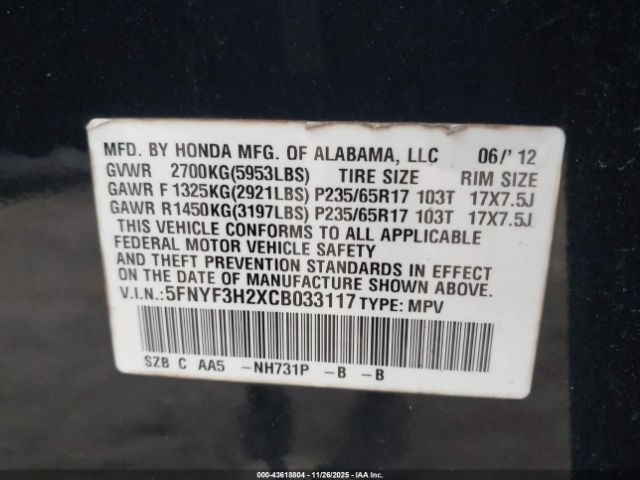 MFD. BY HONDA MFG. OF ALABAMA, LLC 06/' 12
GVWR 2700KG(5953LBS) TIRE SIZE RIM SIZE
GAWR F 1325KG(2921LBS) P235/65R17 103T 17X7.5J
GAWR R1450KG(3197LBS) P235/65R17 103T 17X7.5J
THIS VEHICLE CONFORMS TO ALL APPLICABLE
FEDERAL MOTOR VEHICLE SAFETY
AND THEFT PREVENTION STANDARDS IN EFFECT
ON THE DATE OF MANUFACTURE SHOWN ABOVE.
V.I.N.:5FNYF3H2XCB033117 TYPE: MPV
SZB C AA5 -NH731P -B -B
000-43618804 - 11/26/2025 - IAAI.COM